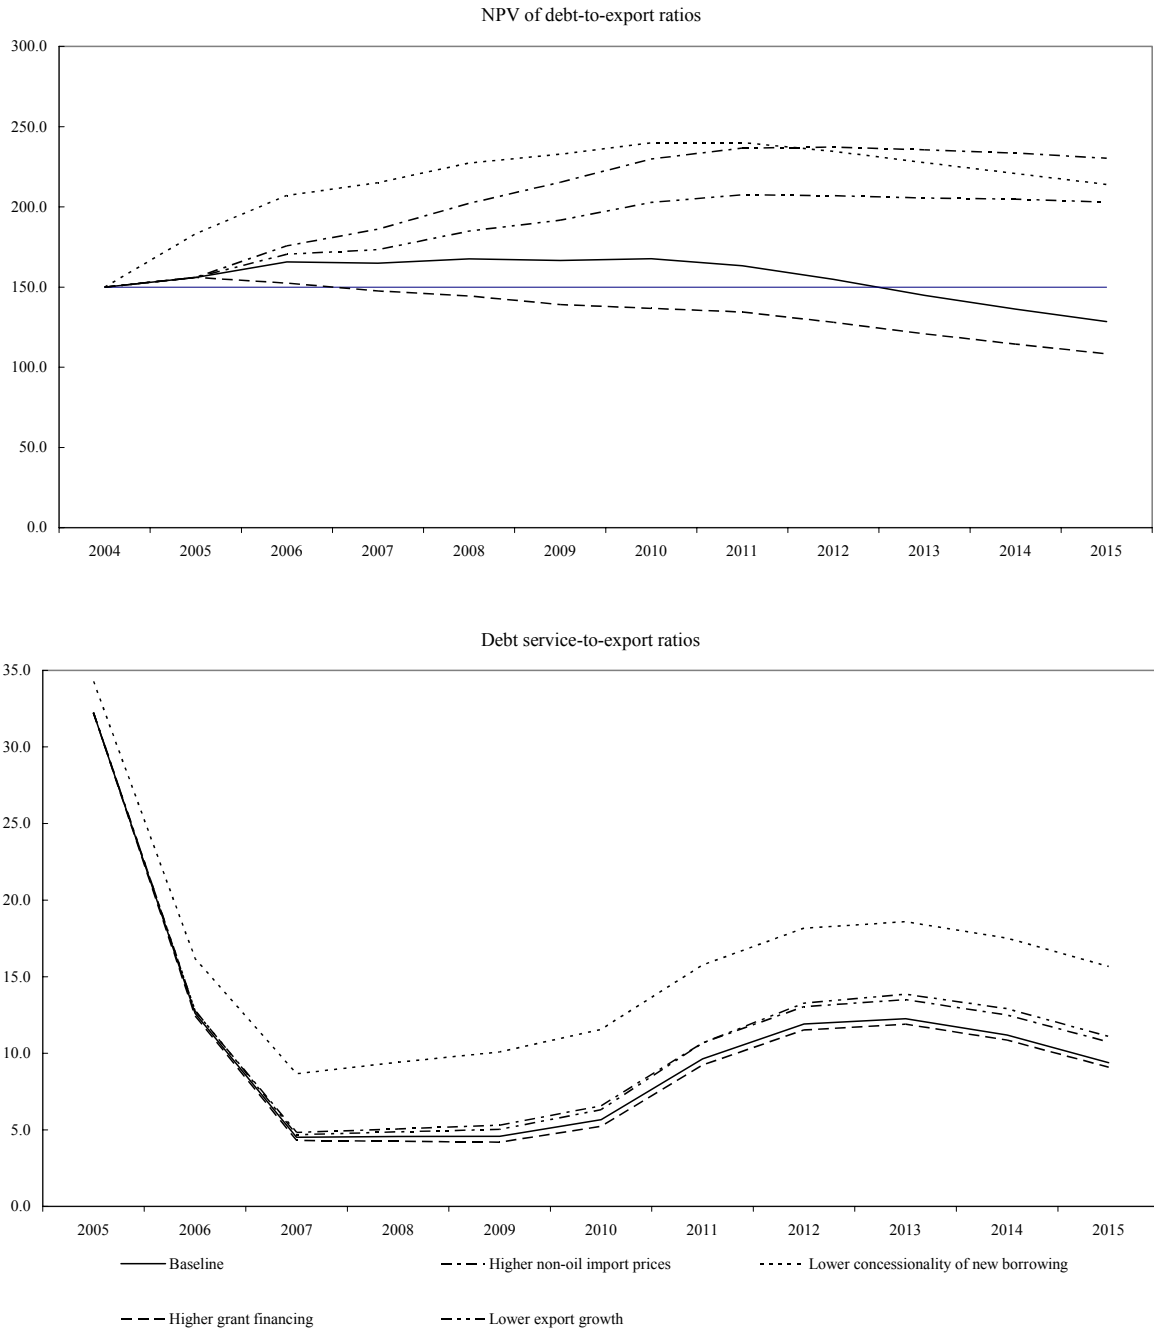 NPV of debt-to-export ratios
300.0
250.0
200.0
150.0
100.0
50.0
0.0
2004 2005 2006 2007 2008 2009 2010 2011 2012 2013 2014 2015
Debt service-to-export ratios
35.0
30.0
25.0
20.0
15.0
10.0
5.0
0.0
2005 2006 2007 2008 2009 2010 2011 2012 2013 2014 2015
Baseline Higher non-oil import prices Lower concessionality of new borrowing
Higher grant financing Lower export growth